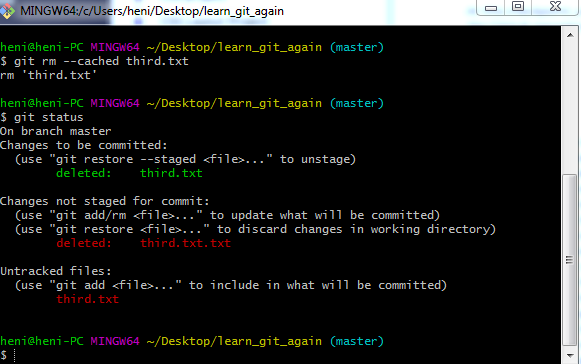 MINGW64:/c/Users/heni/Desktop/learn_git_again
heni@heni-PC MINGW64 ~/Desktop/learn_git_again (master)
$ git rm --cached third.txt
rm 'third.txt'
heni@heni-PC MINGW64 ~/Desktop/learn_git_again (master)
$ git status
On branch master
Changes to be committed:
  (use "git restore --staged <file>..." to unstage)
        deleted:    third.txt
Changes not staged for commit:
  (use "git add/rm <file>..." to update what will be committed)
  (use "git restore <file>..." to discard changes in working directory)
        deleted:    third.txt.txt
Untracked files:
  (use "git add <file>..." to include in what will be committed)
        third.txt
heni@heni-PC MINGW64 ~/Desktop/learn_git_again (master)
$